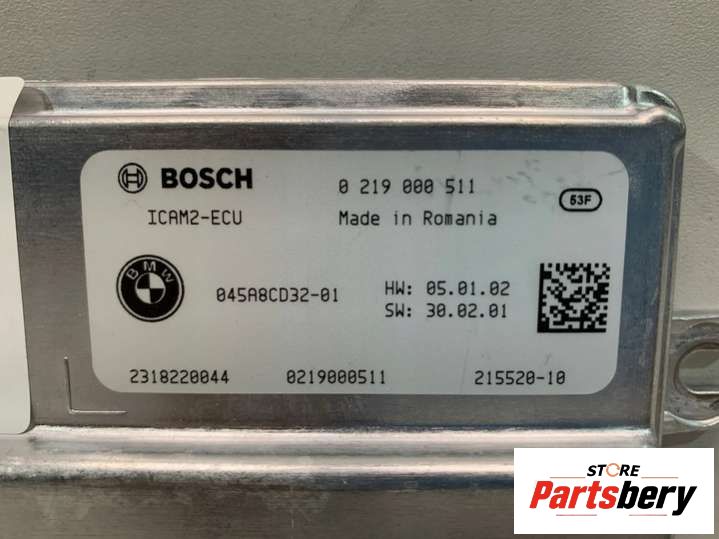 BOSCH 0 219 000 511
ICAM2-ECU Made in Romania 53F
BMW 045A8CD32-01 HW: 05.01.02
SW: 30.02.01
2318220044 0219000511 215520-10
STORE
Partsbery